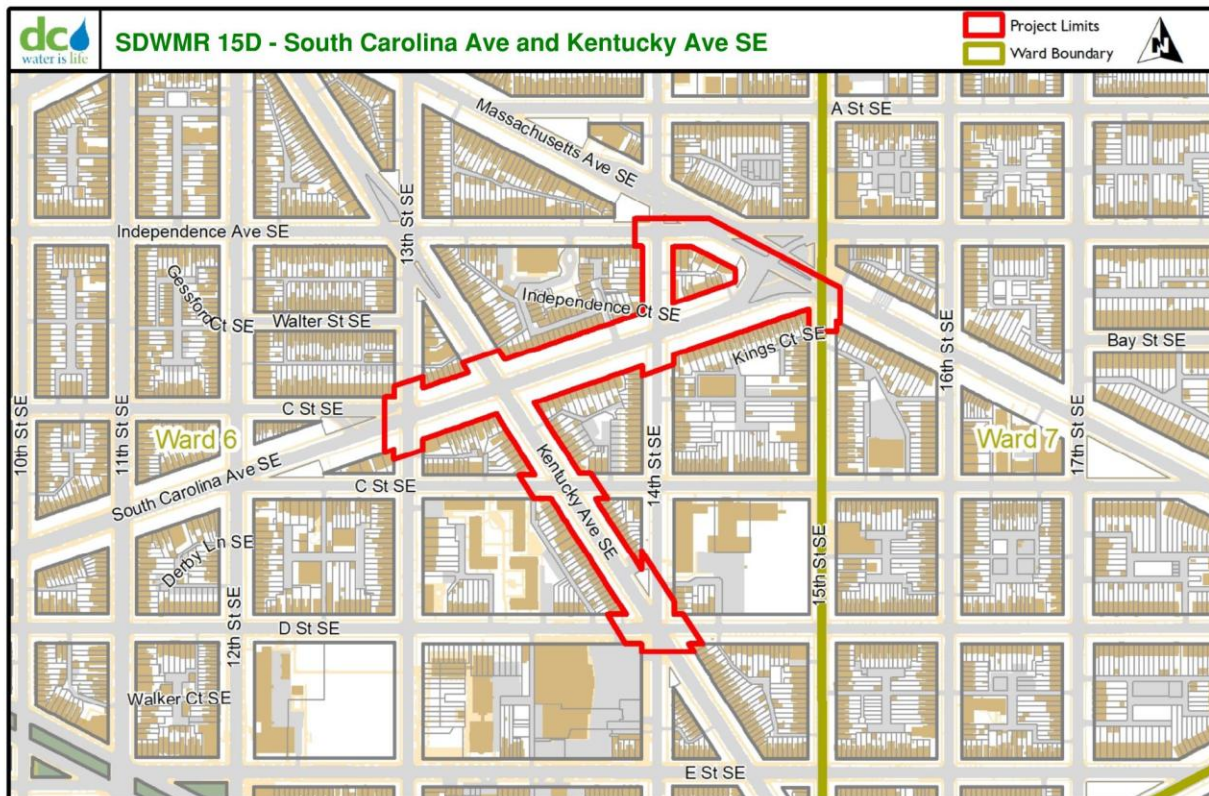 dc
water is life
SDWMR 15D - South Carolina Ave and Kentucky Ave SE
Project Limits
Ward Boundary
N
Massachusetts Ave SE
A St SE
13th St SE
Independence Ave SE
Gessford Ct SE
Independence Ct SE
Walter St SE
Kings Ct SE
Bay St SE
16th St SE
10th St SE
11th St SE
C St SE
Ward 6
Ward 7
17th St SE
South Carolina Ave SE
C St SE
Kentucky Ave SE
14th St SE
Derby Ln SE
15th St SE
12th St SE
D St SE
Walker Ct SE
E St SE